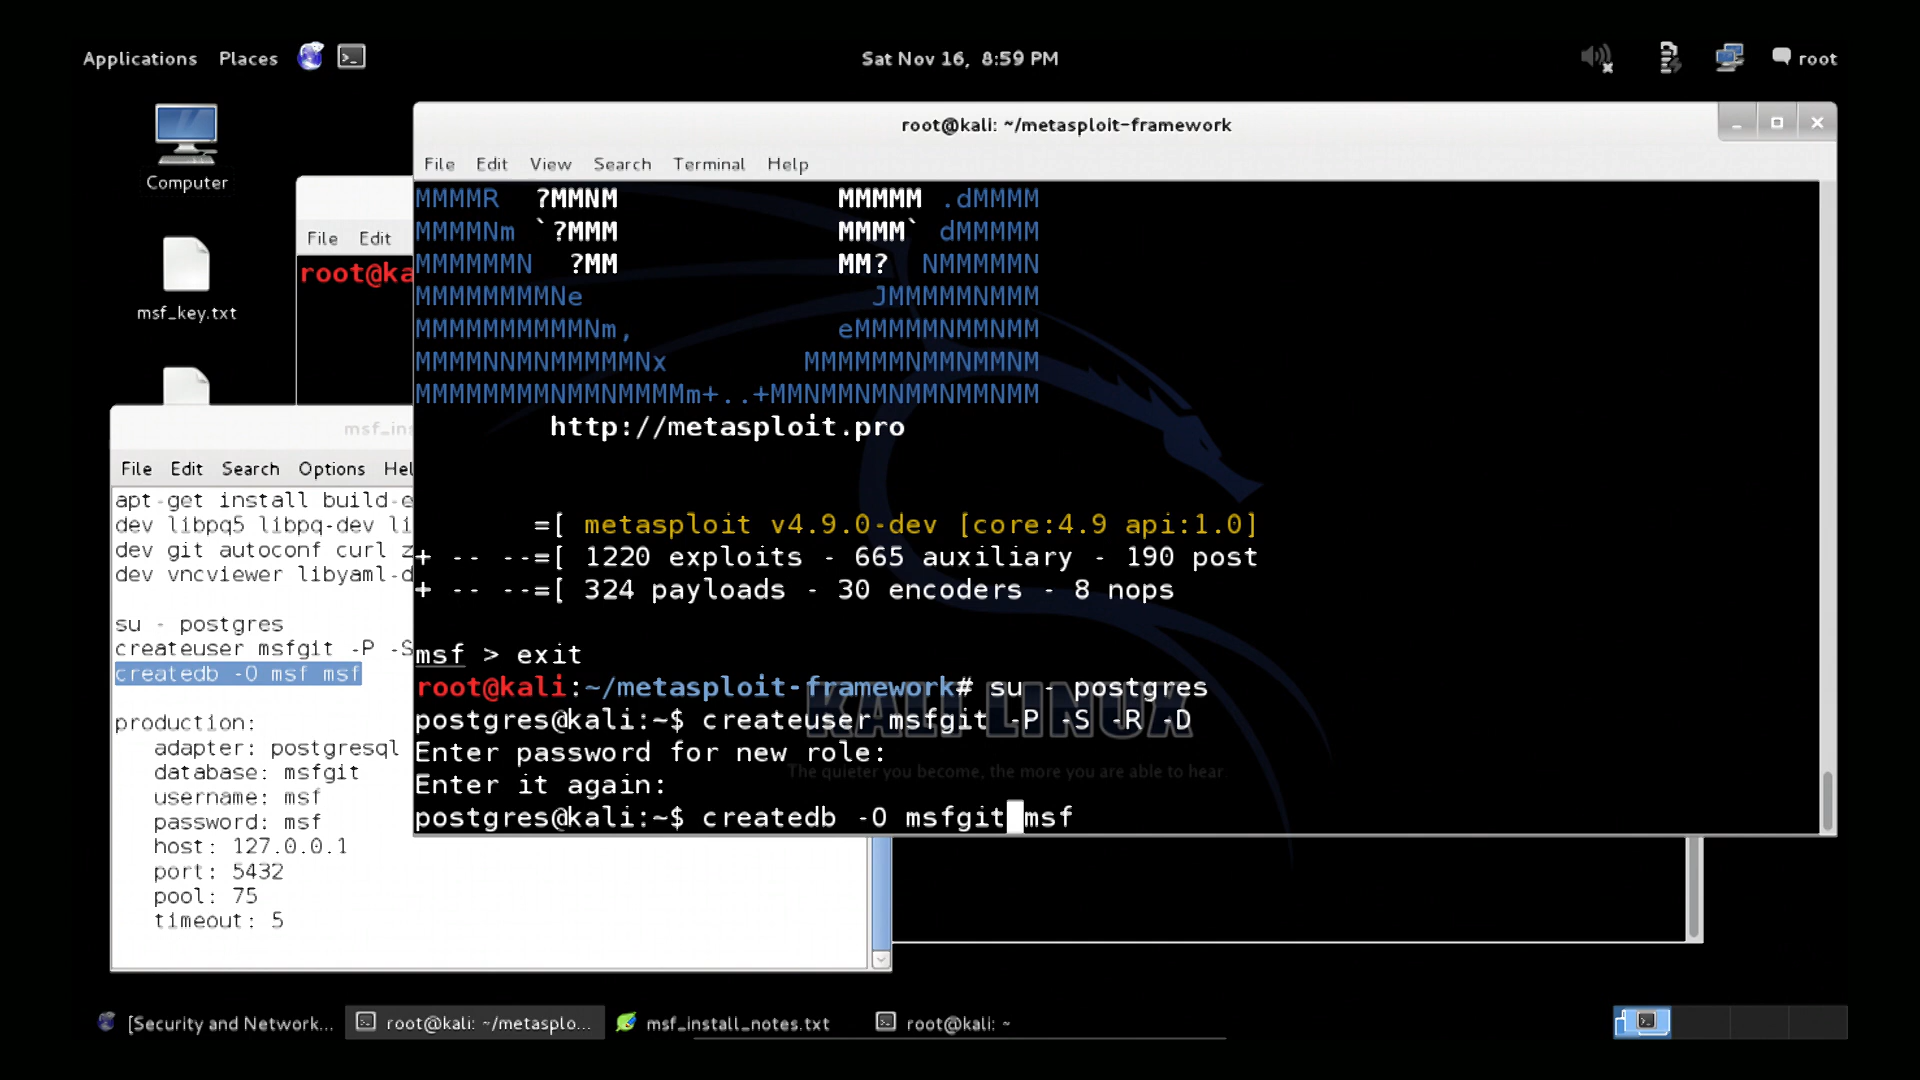 Applications Places
Sat Nov 16, 8:59 PM
root
Computer
msf_key.txt
File Edit
root@ka
root@kali: ~/metasploit-framework
File Edit View Search Terminal Help
MMMMR ?MMNM MMMMM .dMMMM
MMMMNm `?MMM MMMM` dMMMMM
MMMMMMN ?MM MM? NMMMMMN
MMMMMMMMNe JMMMMMNMMM
MMMMMMMMMMNm, eMMMMMNMMNMM
MMMMNNMNMMMMMNx MMMMMMNMMNMMNM
MMMMMMMMNMMNMMMMm+..+MMNMMNMNMMNMMNMM
http://metasploit.pro
=[ metasploit v4.9.0-dev [core:4.9 api:1.0]
+ -- --=[ 1220 exploits - 665 auxiliary - 190 post
+ -- --=[ 324 payloads - 30 encoders - 8 nops
msf > exit
root@kali:~/metasploit-framework# su - postgres
postgres@kali:~$ createuser msfgit -P -S -R -D
Enter password for new role:
Enter it again:
postgres@kali:~$ createdb -O msfgit msf
KALI LINUX
The quieter you become, the more you are able to hear.
msf_ins
File Edit Search Options Hel
apt-get install build-e
dev libpq5 libpq-dev li
dev git autoconf curl z
dev vncviewer libyaml-d
su - postgres
createuser msfgit -P -S
createdb -O msf msf
production:
adapter: postgresql
database: msfgit
username: msf
password: msf
host: 127.0.0.1
port: 5432
pool: 75
timeout: 5
[Security and Network...
root@kali: ~/metasplo...
msf_install_notes.txt
root@kali: ~